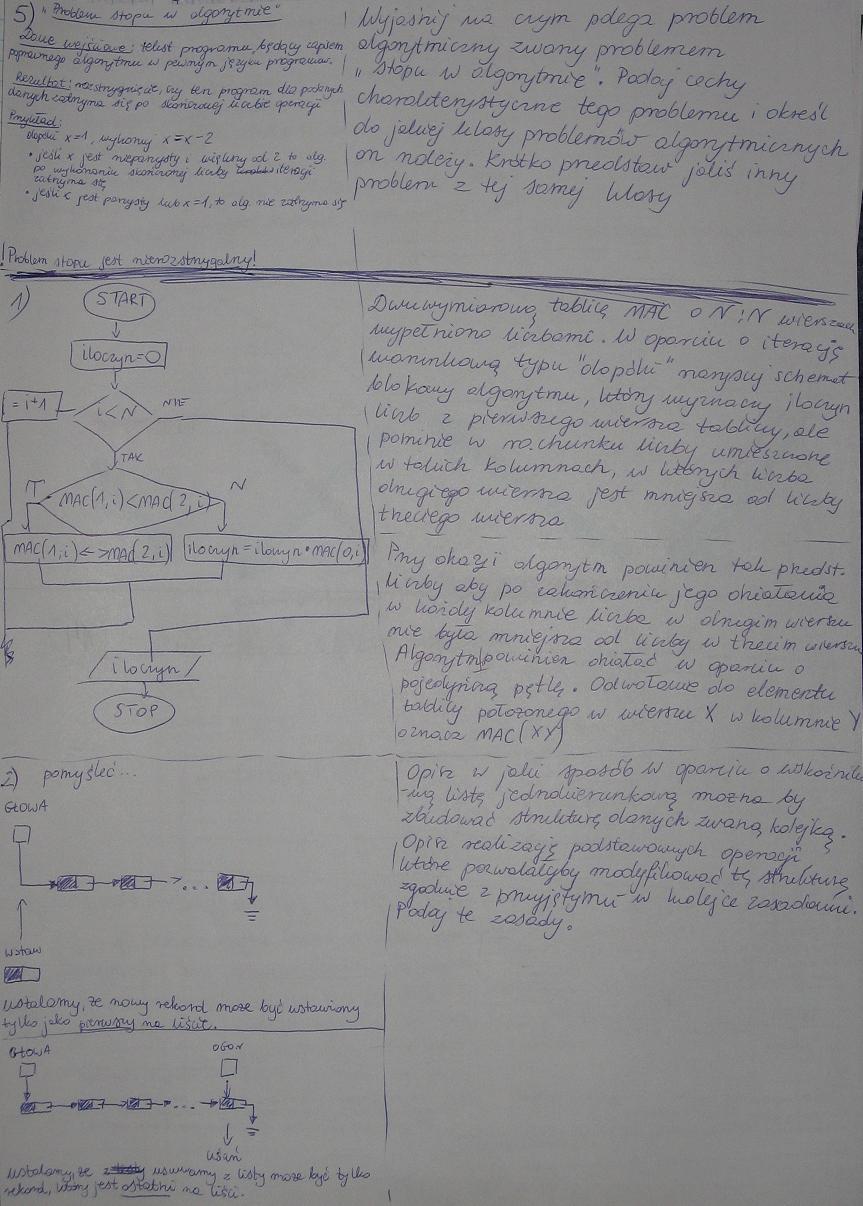 5) "Problem stopu w algorytmie"
Dane wejściowe: tekst programu będący zapisem
poprawnego algorytmu w pewnym języku programow.
Rezultat: rozstrzygnięcie, czy ten program dla podanych
danych zatrzyma się po skończonej liczbie operacji
Przykład:
dopóki x≠1, wykonuj x=x-2
• jeśli x jest nieparzysty i większy od 2 to alg.
po wykonaniu skończonej liczby iteracji
zatrzyma się
• jeśli x jest parzysty lub x=1, to alg. nie zatrzyma się
! Problem stopu jest nierozstrzygalny!
Wyjaśnij na czym polega problem
algorytmiczny zwany problemem
"stopu w algorytmie". Podaj cechy
charakterystyczne tego problemu i określ
do jakiej klasy problemów algorytmicznych
on należy. Krótko przedstaw jakiś inny
problem z tej samej klasy
1)
START
iloczyn=0
=i+1
i<N
NIE
TAK
T
MAC(1,i)<MAC(2,i)
N
MAC(1,i)<->MAC(2,i)
iloczyn=iloczyn*MAC(0,i)
iloczyn
STOP
Dwuwymiarową tablicę MAC o N i N wierszach
wypełniono liczbami. W oparciu o iterację
warunkową typu "dopóki" narysuj schemat
blokowy algorytmu, który wyznaczy iloczyn
liczb z pierwszego wiersza tablicy, ale
pominie w rachunku liczby umieszczone
w takich kolumnach, w których liczba
drugiego wiersza jest mniejsza od liczby
trzeciego wiersza
Przy okazji algorytm powinien tak przedst.
liczby aby po zakończeniu jego działania
w każdej kolumnie liczba w drugim wierszu
nie była mniejsza od liczby w trzecim wierszu
Algorytm powinien działać w oparciu o
pojedyńczą pętlę. Odwołanie do elementu
tablicy położonego w wierszu X w kolumnie Y
oznacz MAC(XY)
2) pomyśleć...
GŁOWA
...
wstaw
ustalamy, że nowy rekord może być wstawiony
tylko jako pierwszy na liście.
GŁOWA
OGON
...
usuń
ustalamy, że usuwamy z listy może być tylko
rekord, który jest ostatni na liści.
Opisz w jaki sposób w oparciu o wskaźniko
-wą listę jednokierunkową można by
zbudować strukturę danych zwaną kolejką.
Opisz realizację podstawowych operacji
które pozwalałyby modyfikować tę strukturę
zgodnie z przyjętymi w kolejce zasadami.
Podaj te zasady.